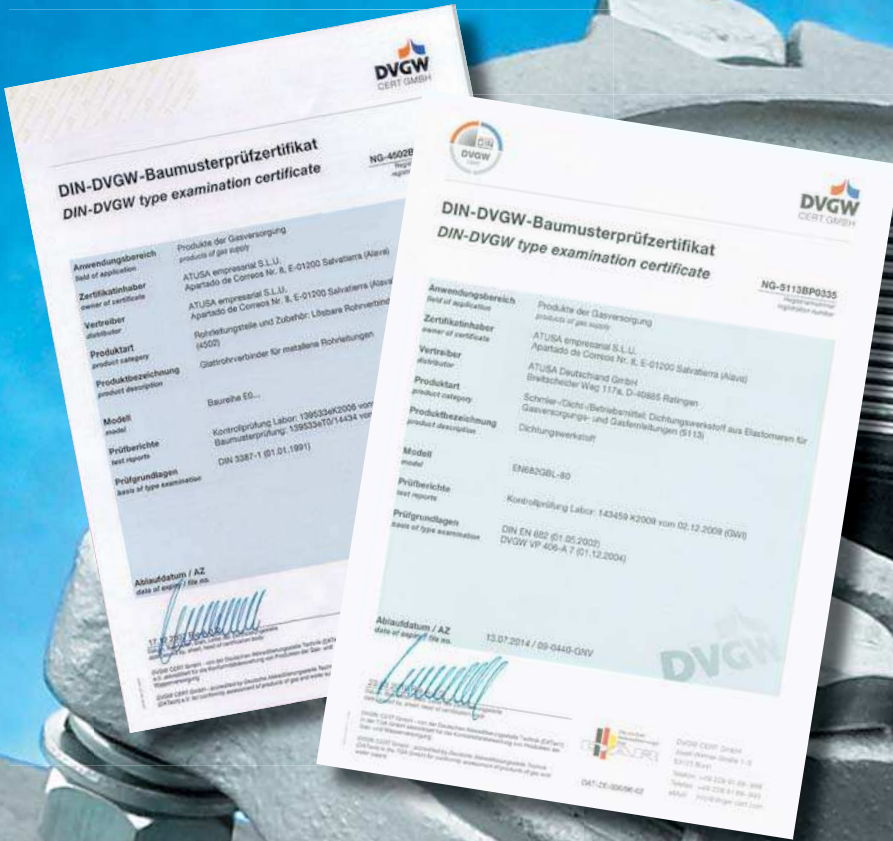 DVGW
CERT GMBH
DIN-DVGW-Baumusterprüfzertifikat
DIN-DVGW type examination certificate
NG-4502B
Anwendungsbereich
field of application
Produkte der Gasversorgung
products of gas supply
Zertifikatinhaber
owner of certificate
ATUSA empresarial S.L.U.
Apartado de Correos Nr. 8, E-01200 Salvatierra (Alava)
Vertreiber
distributor
ATUSA empresarial S.L.U.
Apartado de Correos Nr. 8, E-01200 Salvatierra (Alava
Produktart
product category
Rohrleitungsteile und Zubehör: Lösbare Rohrverbind
(4502)
Produktbezeichnung
product description
Glattrohrverbinder für metallene Rohrleitungen
Modell
model
Baureihe E0...
Prüfberichte
test reports
Kontrollprüfung Labor: 139533eK2006 vom
Baumusterprüfung: 139533eT0/14434 vor
Prüfgrundlagen
basis of type examination
DIN 3387-1 (01.01.1991)
Ablaufdatum / AZ
date of expiry / file no.
DIN
DVGW
DVGW
CERT GMBH
DIN-DVGW-Baumusterprüfzertifikat
DIN-DVGW type examination certificate
NG-5113BP0335
Registriernummer
registration number
Anwendungsbereich
field of application
Produkte der Gasversorgung
products of gas supply
Zertifikatinhaber
owner of certificate
ATUSA empresarial S.L.U.
Apartado de Correos Nr. 8, E-01200 Salvatierra (Alava)
Vertreiber
distributor
ATUSA Deutschland GmbH
Breitscheider Weg 117a, D-40885 Ratingen
Produktart
product category
Schmier-/Dicht-/Betriebsmittel: Dichtungswerkstoff aus Elastomeren für
Gasversorgungs- und Gasfernleitungen (5113)
Produktbezeichnung
product description
Dichtungswerkstoff
Modell
model
EN682GBL-80
Prüfberichte
test reports
Kontrollprüfung Labor: 143459 K2009 vom 02.12.2009 (GWI)
Prüfgrundlagen
basis of type examination
DIN EN 682 (01.05.2002)
DVGW VP 406-A 7 (01.12.2004)
Ablaufdatum / AZ
date of expiry / file no.
13.07.2014 / 09-0440-GNV
DVGW
DVGW CERT GmbH